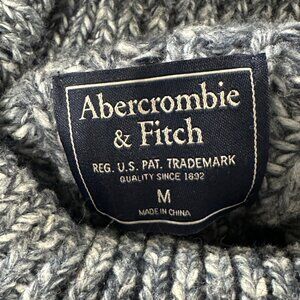 Abercrombie
& Fitch
REG. U.S. PAT. TRADEMARK
QUALITY SINCE 1892
M
MADE IN CHINA